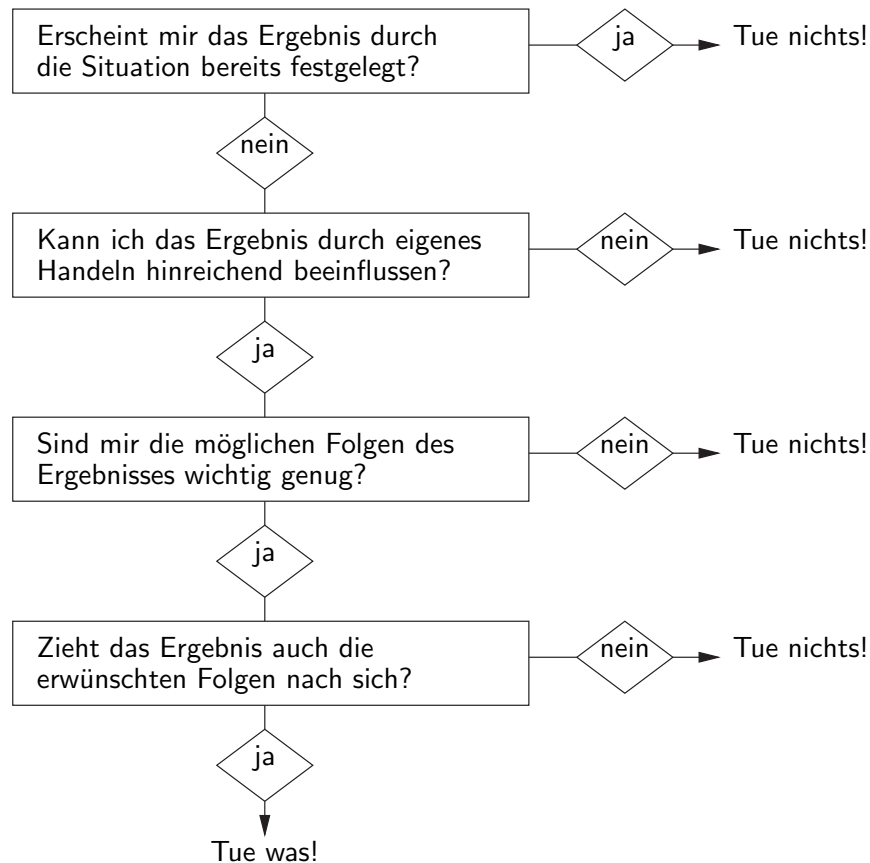 Erscheint mir das Ergebnis durch
die Situation bereits festgelegt?
ja
Tue nichts!
nein
Kann ich das Ergebnis durch eigenes
Handeln hinreichend beeinflussen?
nein
Tue nichts!
ja
Sind mir die möglichen Folgen des
Ergebnisses wichtig genug?
nein
Tue nichts!
ja
Zieht das Ergebnis auch die
erwünschten Folgen nach sich?
nein
Tue nichts!
ja
Tue was!